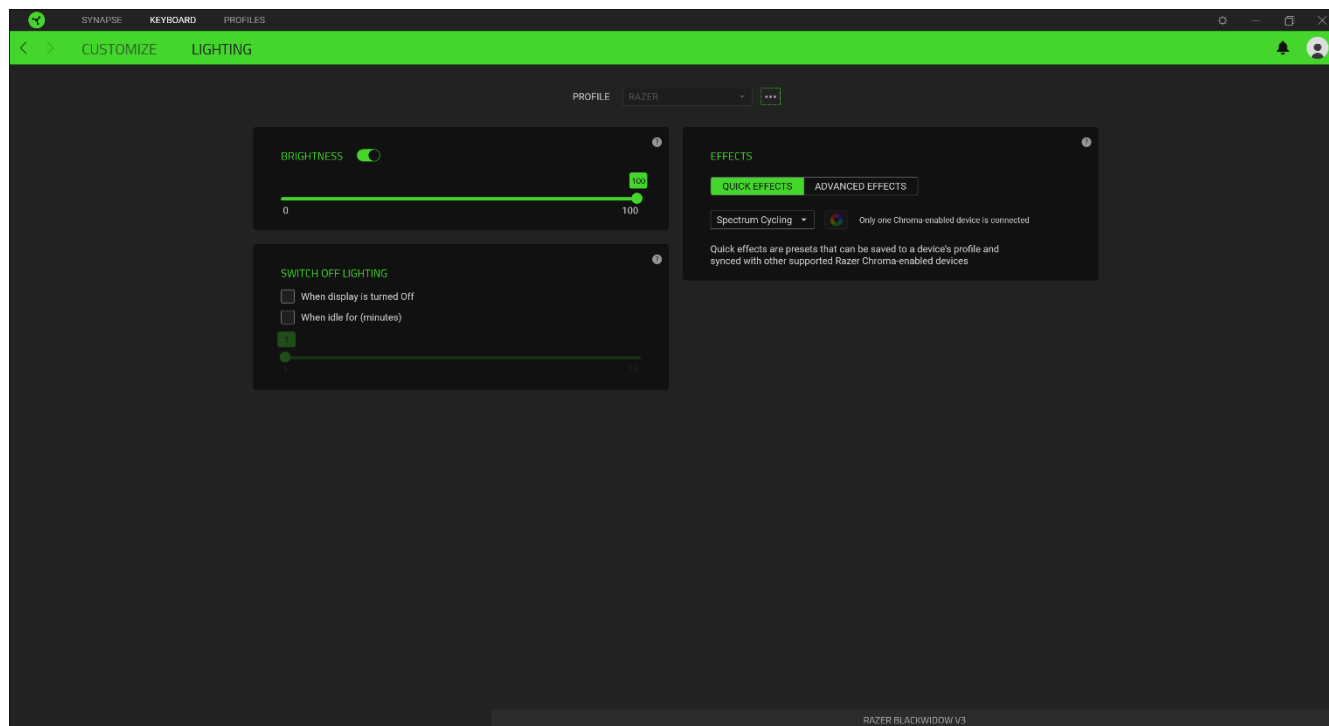 SYNAPSE KEYBOARD PROFILES
CUSTOMIZE LIGHTING
PROFILE RAZER
BRIGHTNESS
100
0 100
SWITCH OFF LIGHTING
When display is turned Off
When idle for (minutes)
1
1 15
EFFECTS
QUICK EFFECTS ADVANCED EFFECTS
Spectrum Cycling Only one Chroma-enabled device is connected
Quick effects are presets that can be saved to a device's profile and
synced with other supported Razer Chroma-enabled devices
RAZER BLACKWIDOW V3